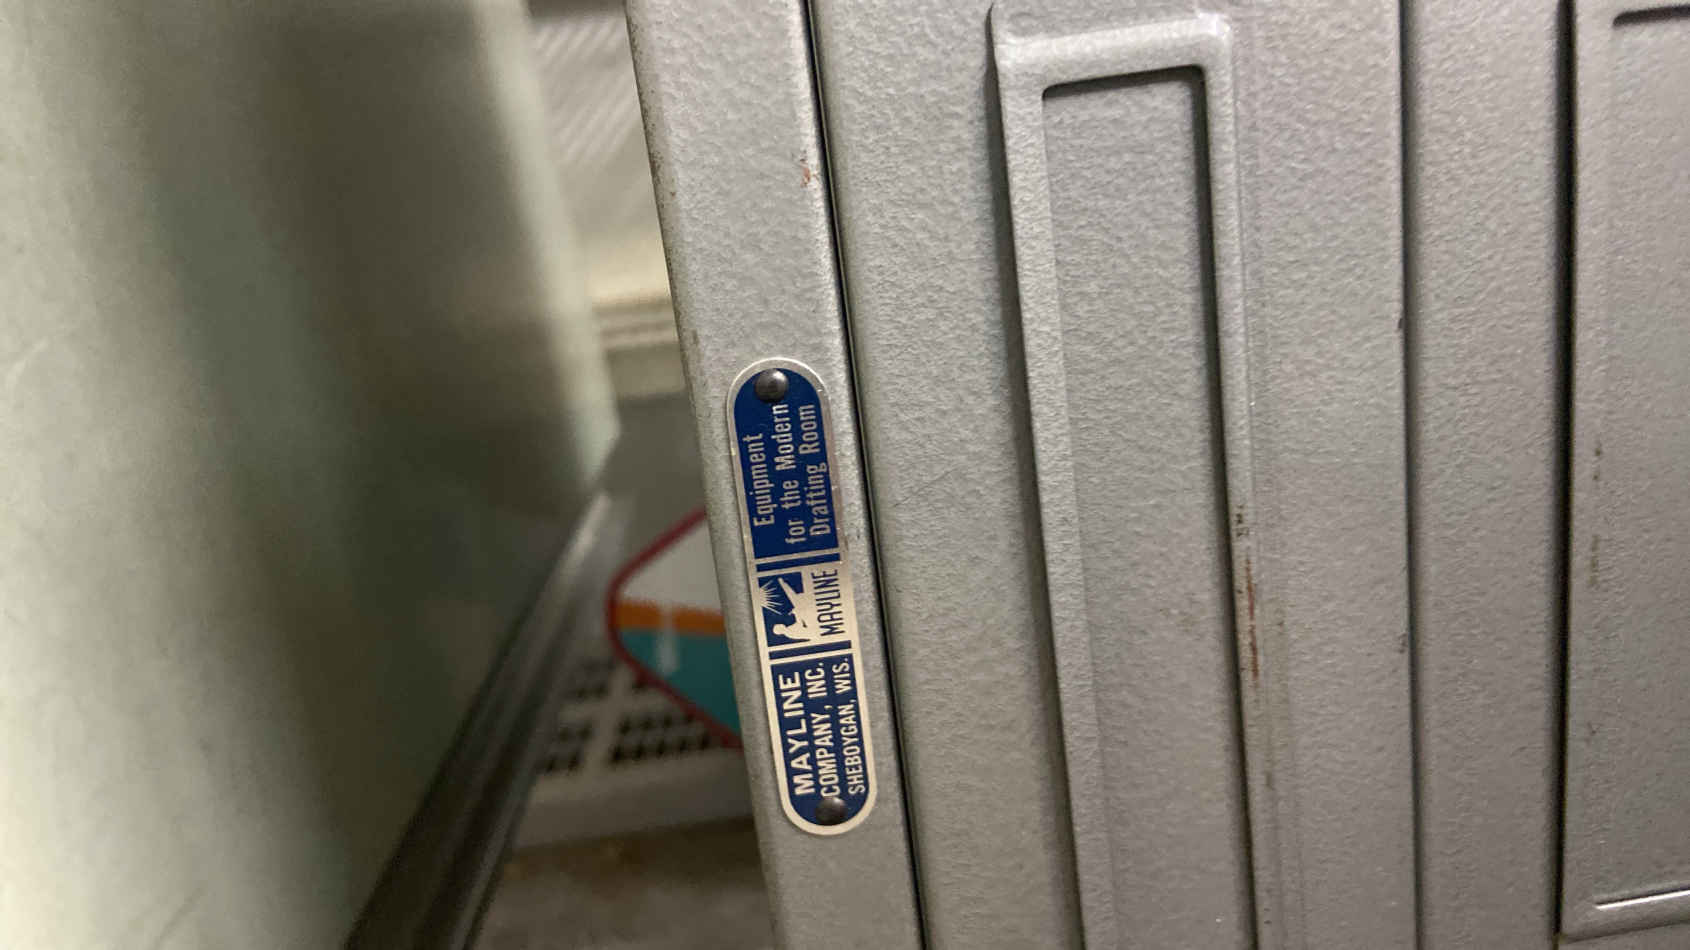 MAYLINE
COMPANY, INC.
SHEBOYGAN, WIS.
MAYLINE
Equipment
for the Modern
Drafting Room